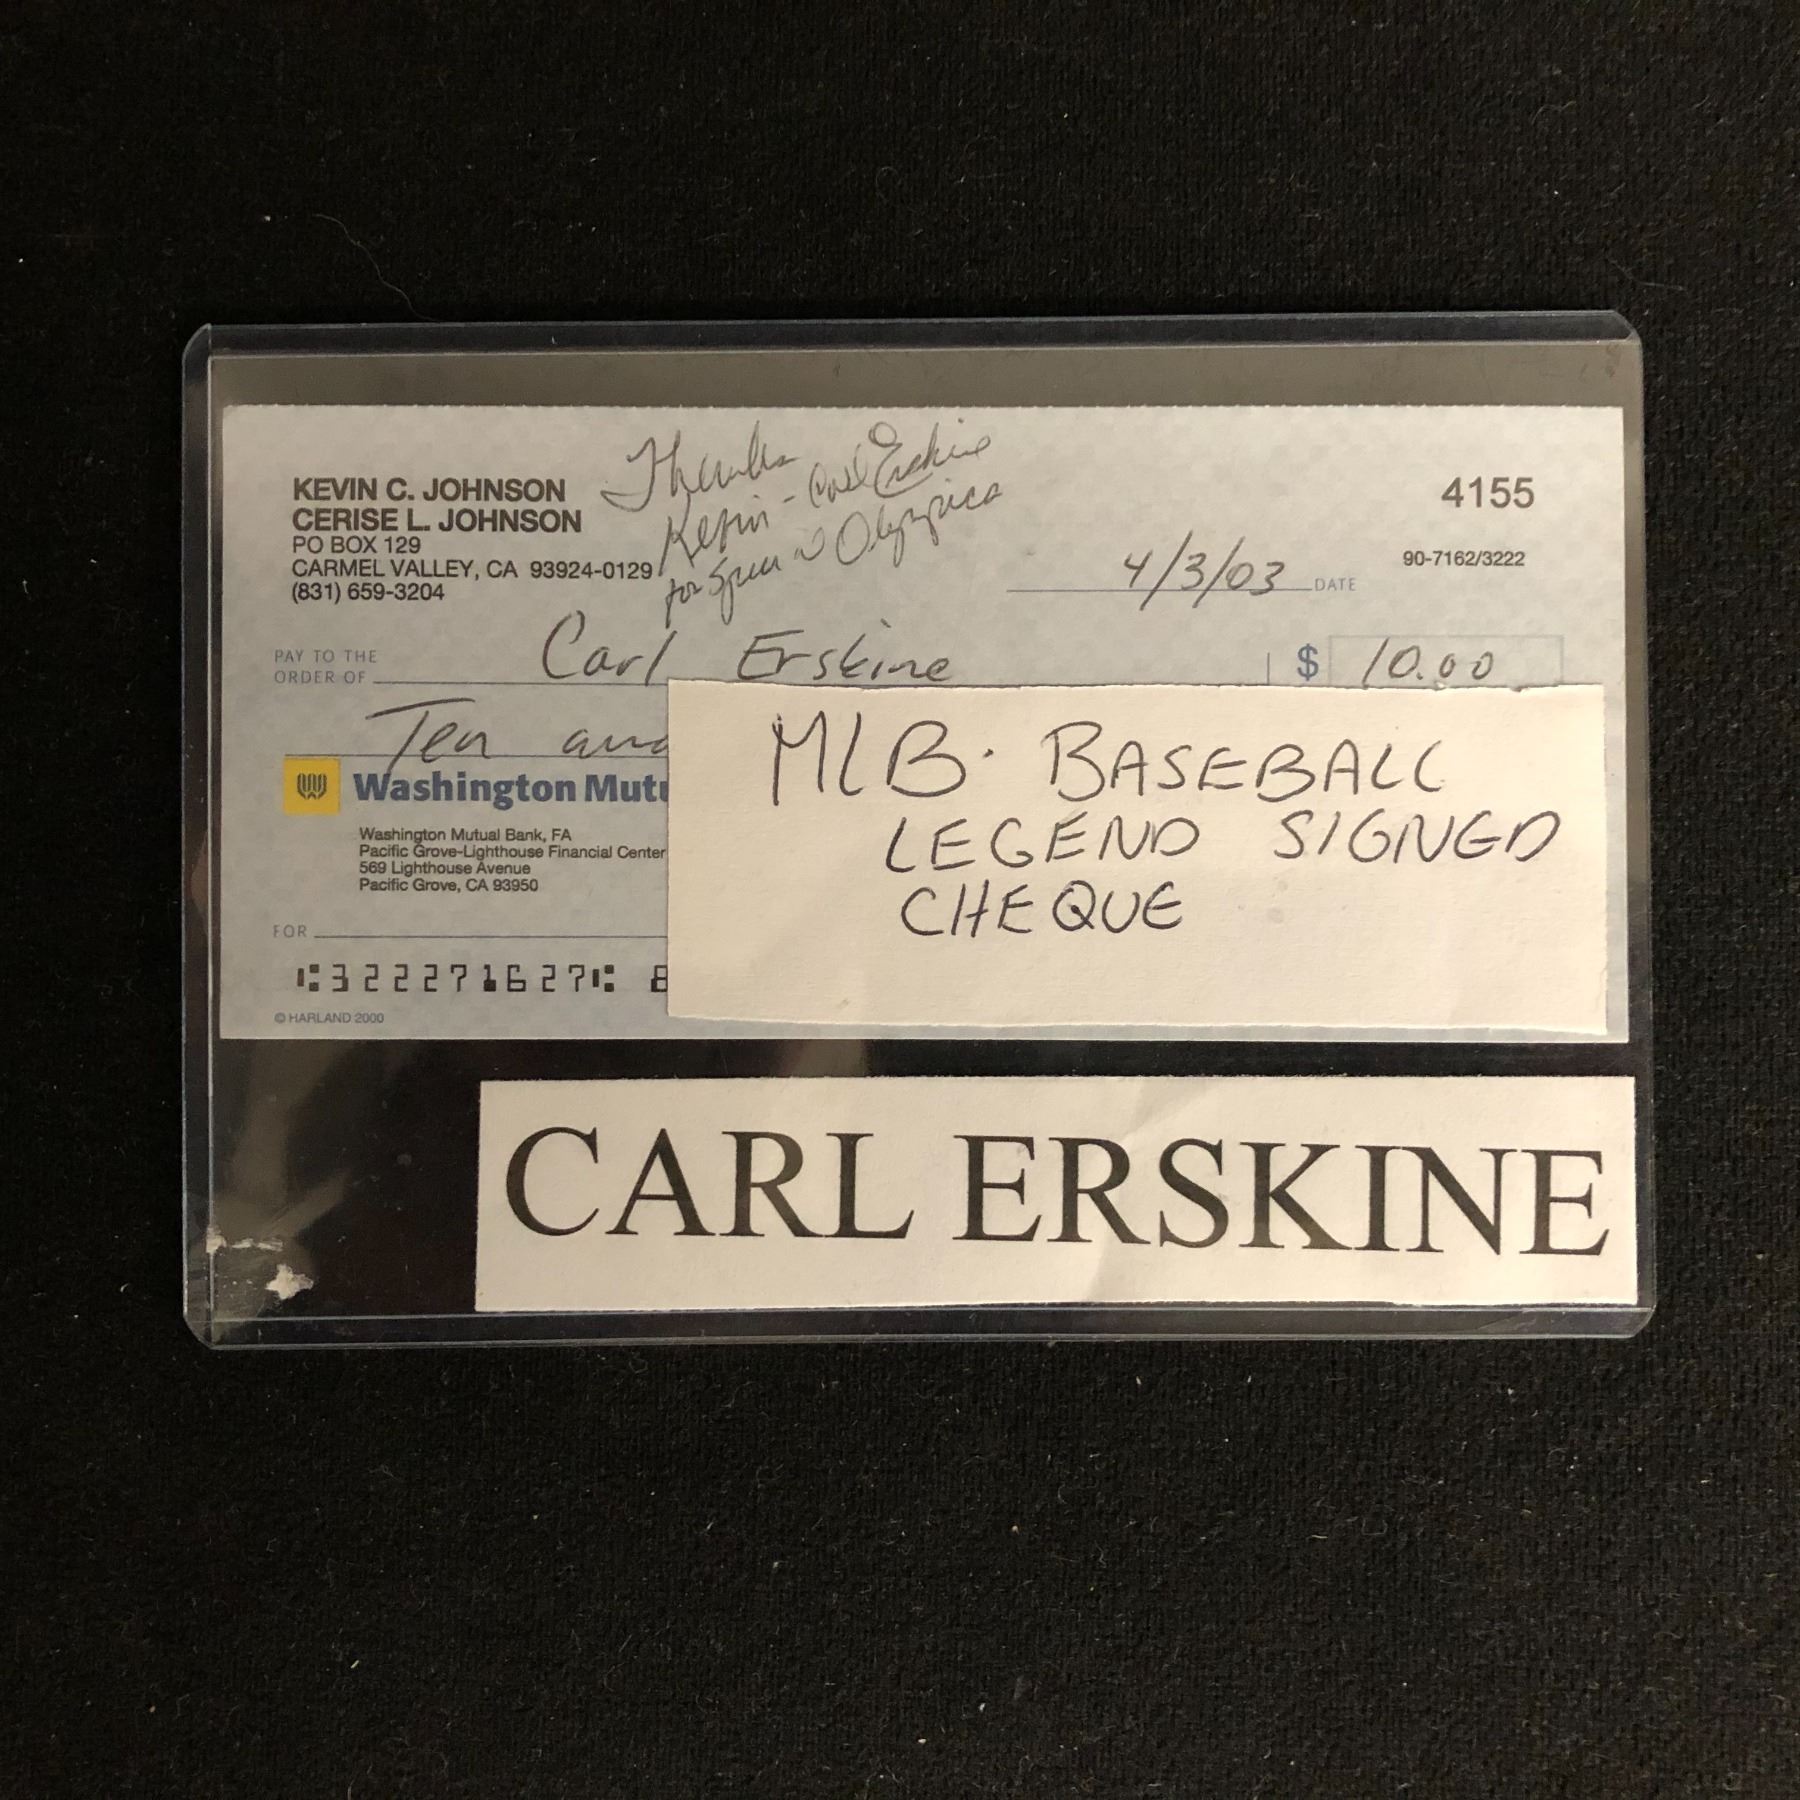 Thanks
Kevin - Carl Erskine
for Special Olympics
KEVIN C. JOHNSON
CERISE L. JOHNSON
PO BOX 129
CARMEL VALLEY, CA 93924-0129
(831) 659-3204
4155
90-7162/3222
4/3/03 DATE
PAY TO THE
ORDER OF Carl Erskine $ 10.00
Ten and
Washington Mutu
Washington Mutual Bank, FA
Pacific Grove-Lighthouse Financial Center
569 Lighthouse Avenue
Pacific Grove, CA 93950
FOR
⑆322271627⑆ 8
© HARLAND 2000
MLB. BASEBALL
LEGEND SIGNED
CHEQUE
CARL ERSKINE